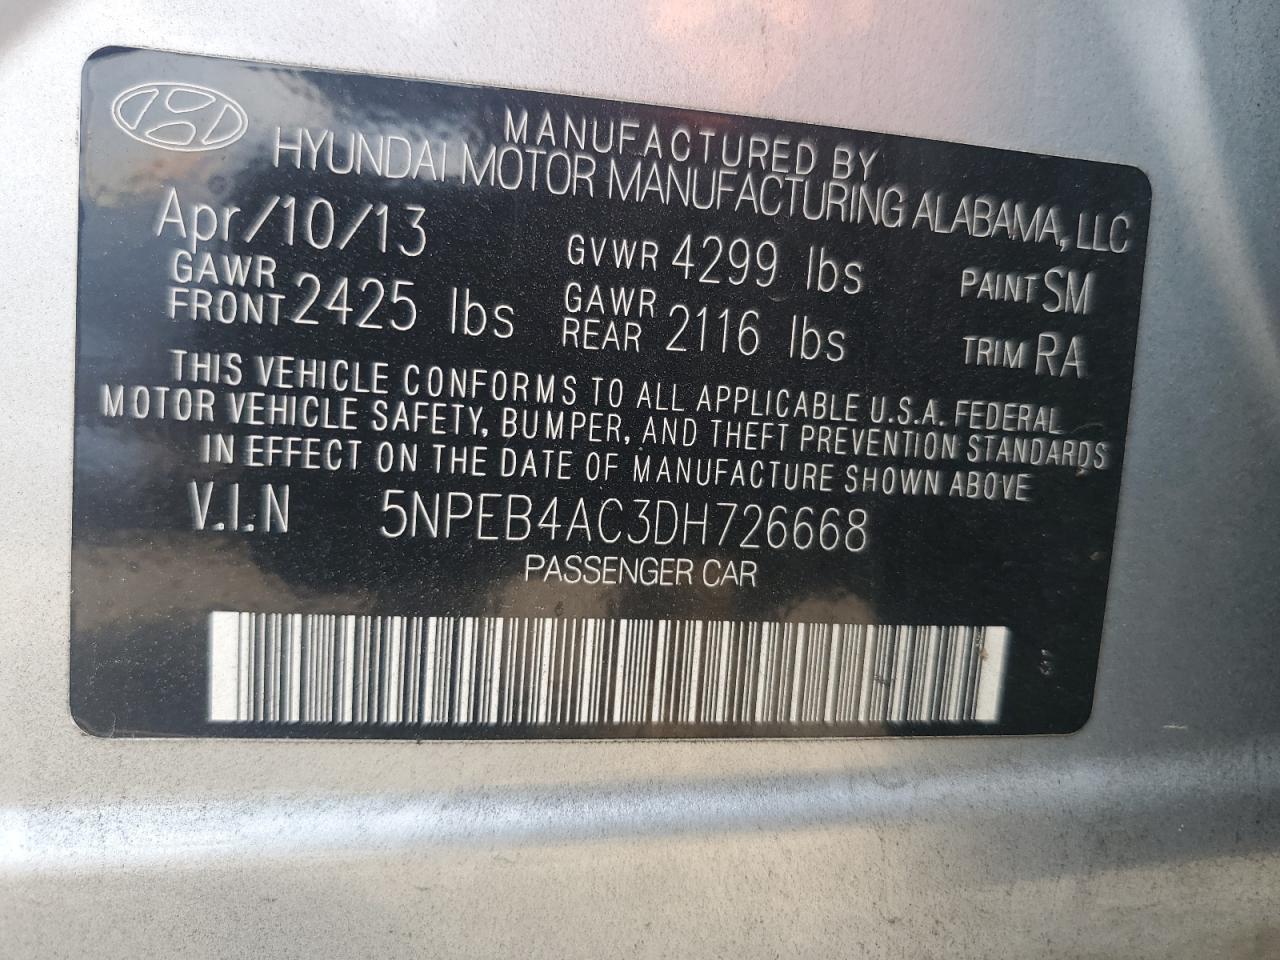 MANUFACTURED BY
HYUNDAI MOTOR MANUFACTURING ALABAMA, LLC
Apr/10/13 GVWR 4299 lbs PAINT SM
GAWR FRONT 2425 lbs GAWR REAR 2116 lbs TRIM RA
THIS VEHICLE CONFORMS TO ALL APPLICABLE U.S.A. FEDERAL
MOTOR VEHICLE SAFETY, BUMPER, AND THEFT PREVENTION STANDARDS
IN EFFECT ON THE DATE OF MANUFACTURE SHOWN ABOVE
V.I.N 5NPEB4AC3DH726668
PASSENGER CAR